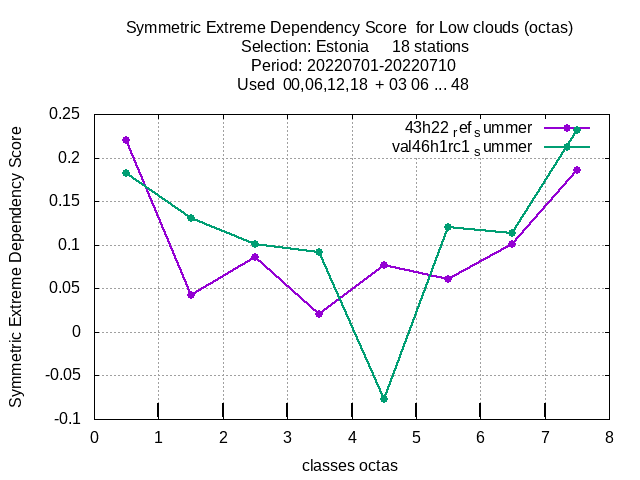 Symmetric Extreme Dependency Score  for Low clouds (octas)
Selection: Estonia     18 stations
Period: 20220701-20220710
Used  00,06,12,18  + 03 06 ... 48
43h22 ref summer
val46h1rc1 summer
Symmetric Extreme Dependency Score
0.25
0.2
0.15
0.1
0.05
0
-0.05
-0.1
0 1 2 3 4 5 6 7 8
classes octas